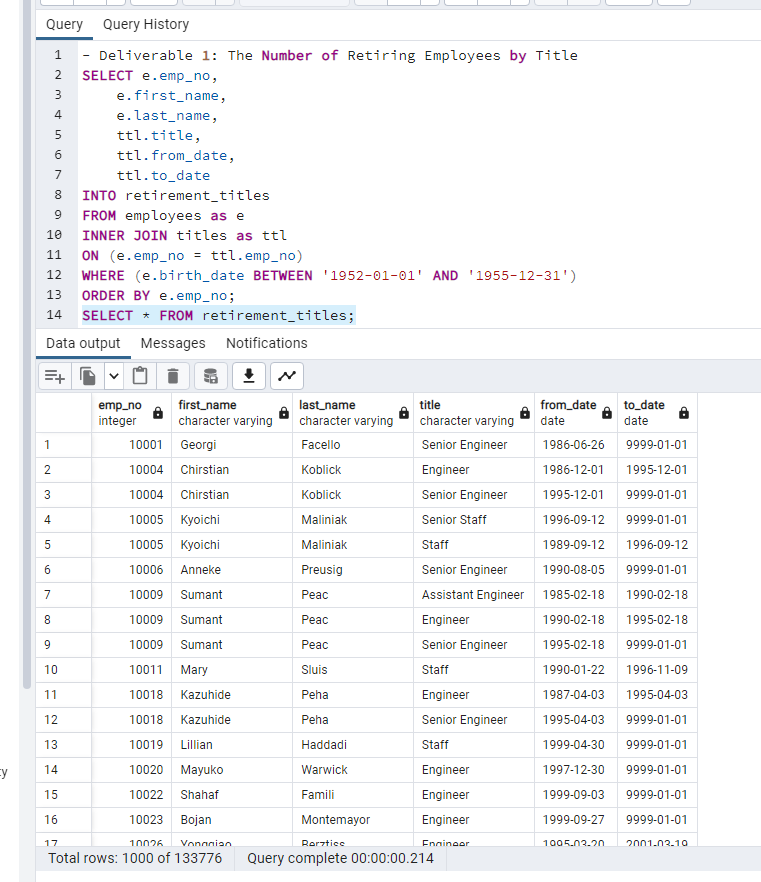 Query Query History
1 - Deliverable 1: The Number of Retiring Employees by Title
2 SELECT e.emp_no,
3 e.first_name,
4 e.last_name,
5 ttl.title,
6 ttl.from_date,
7 ttl.to_date
8 INTO retirement_titles
9 FROM employees as e
10 INNER JOIN titles as ttl
11 ON (e.emp_no = ttl.emp_no)
12 WHERE (e.birth_date BETWEEN '1952-01-01' AND '1955-12-31')
13 ORDER BY e.emp_no;
14 SELECT * FROM retirement_titles;
Data output Messages Notifications
emp_no first_name last_name title from_date to_date
integer character varying character varying character varying date date
1 10001 Georgi Facello Senior Engineer 1986-06-26 9999-01-01
2 10004 Chirstian Koblick Engineer 1986-12-01 1995-12-01
3 10004 Chirstian Koblick Senior Engineer 1995-12-01 9999-01-01
4 10005 Kyoichi Maliniak Senior Staff 1996-09-12 9999-01-01
5 10005 Kyoichi Maliniak Staff 1989-09-12 1996-09-12
6 10006 Anneke Preusig Senior Engineer 1990-08-05 9999-01-01
7 10009 Sumant Peac Assistant Engineer 1985-02-18 1990-02-18
8 10009 Sumant Peac Engineer 1990-02-18 1995-02-18
9 10009 Sumant Peac Senior Engineer 1995-02-18 9999-01-01
10 10011 Mary Sluis Staff 1990-01-22 1996-11-09
11 10018 Kazuhide Peha Engineer 1987-04-03 1995-04-03
12 10018 Kazuhide Peha Senior Engineer 1995-04-03 9999-01-01
13 10019 Lillian Haddadi Staff 1999-04-30 9999-01-01
14 10020 Mayuko Warwick Engineer 1997-12-30 9999-01-01
15 10022 Shahaf Famili Engineer 1999-09-03 9999-01-01
16 10023 Bojan Montemayor Engineer 1999-09-27 9999-01-01
17 10026 Yongqiao Berztiss Engineer 1995-03-20 2001-03-19
Total rows: 1000 of 133776 Query complete 00:00:00.214